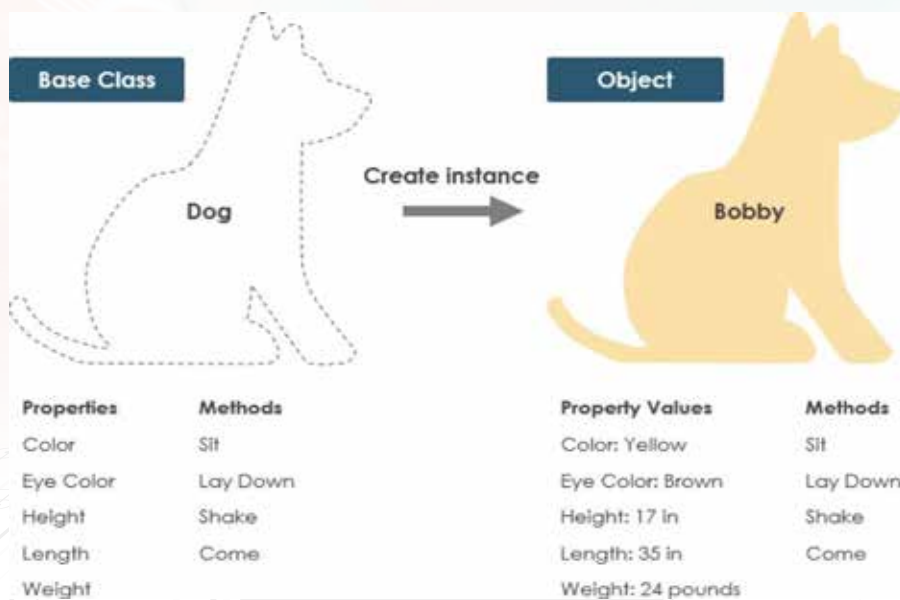 Base Class
Object
Create instance
Dog
Bobby
Properties Methods
Color Sit
Eye Color Lay Down
Height Shake
Length Come
Weight
Property Values Methods
Color: Yellow Sit
Eye Color: Brown Lay Down
Height: 17 in Shake
Length: 35 in Come
Weight: 24 pounds